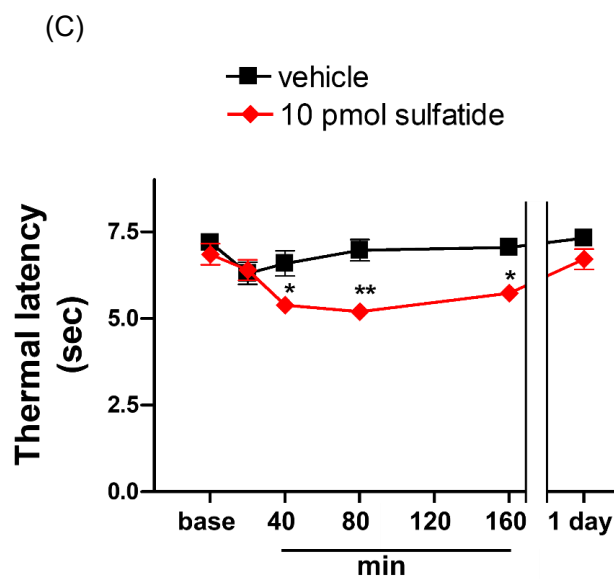 (C)
vehicle
10 pmol sulfatide
Thermal latency
(sec)
7.5
5.0
2.5
0.0
*
**
*
base 40 80 120 160 1 day
min